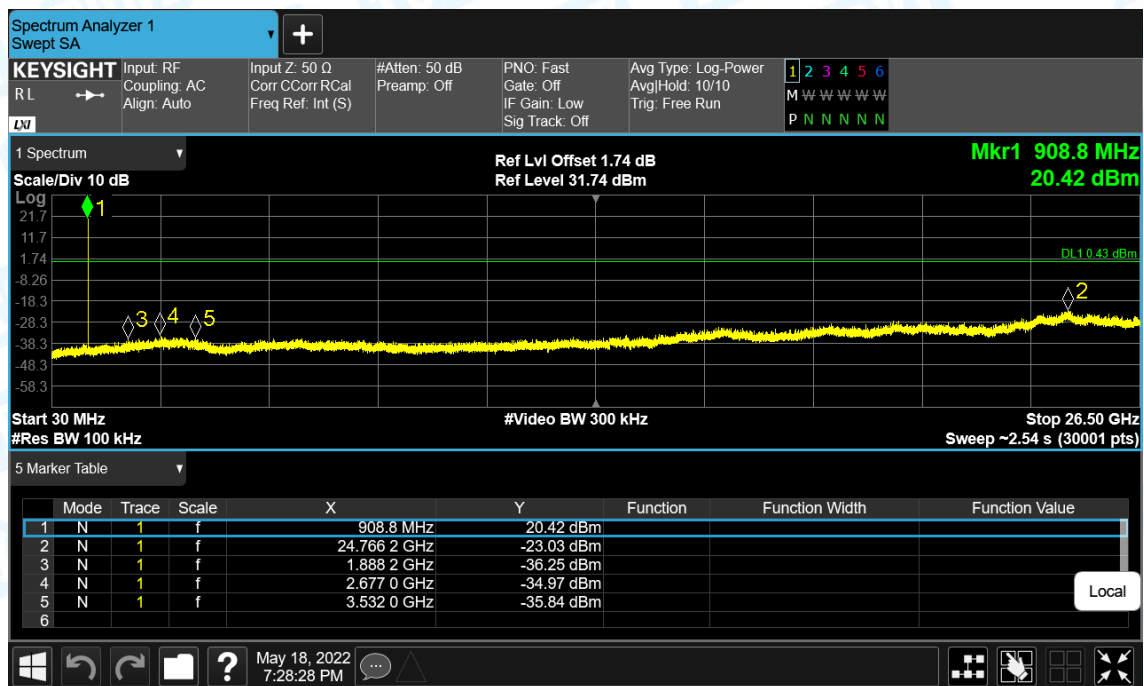 Spectrum Analyzer 1
Swept SA
+
KEYSIGHT
R L
LXI
Input: RF
Coupling: AC
Align: Auto
Input Z: 50 Ω
Corr CCorr RCal
Freq Ref: Int (S)
#Atten: 50 dB
Preamp: Off
PNO: Fast
Gate: Off
IF Gain: Low
Sig Track: Off
Avg Type: Log-Power
Avg|Hold: 10/10
Trig: Free Run
1 2 3 4 5 6
M W W W W W
P N N N N N
1 Spectrum
Scale/Div 10 dB
Ref Lvl Offset 1.74 dB
Ref Level 31.74 dBm
Mkr1 908.8 MHz
20.42 dBm
Log
21.7
11.7
1.74
-8.26
-18.3
-28.3
-38.3
-48.3
-58.3
1
DL1 0.43 dBm
2
3
4
5
Start 30 MHz
#Res BW 100 kHz
#Video BW 300 kHz
Stop 26.50 GHz
Sweep ~2.54 s (30001 pts)
5 Marker Table
Mode Trace Scale X Y Function Function Width Function Value
1 N 1 f 908.8 MHz 20.42 dBm
2 N 1 f 24.766 2 GHz -23.03 dBm
3 N 1 f 1.888 2 GHz -36.25 dBm
4 N 1 f 2.677 0 GHz -34.97 dBm
5 N 1 f 3.532 0 GHz -35.84 dBm
6
Local
?
May 18, 2022
7:28:28 PM